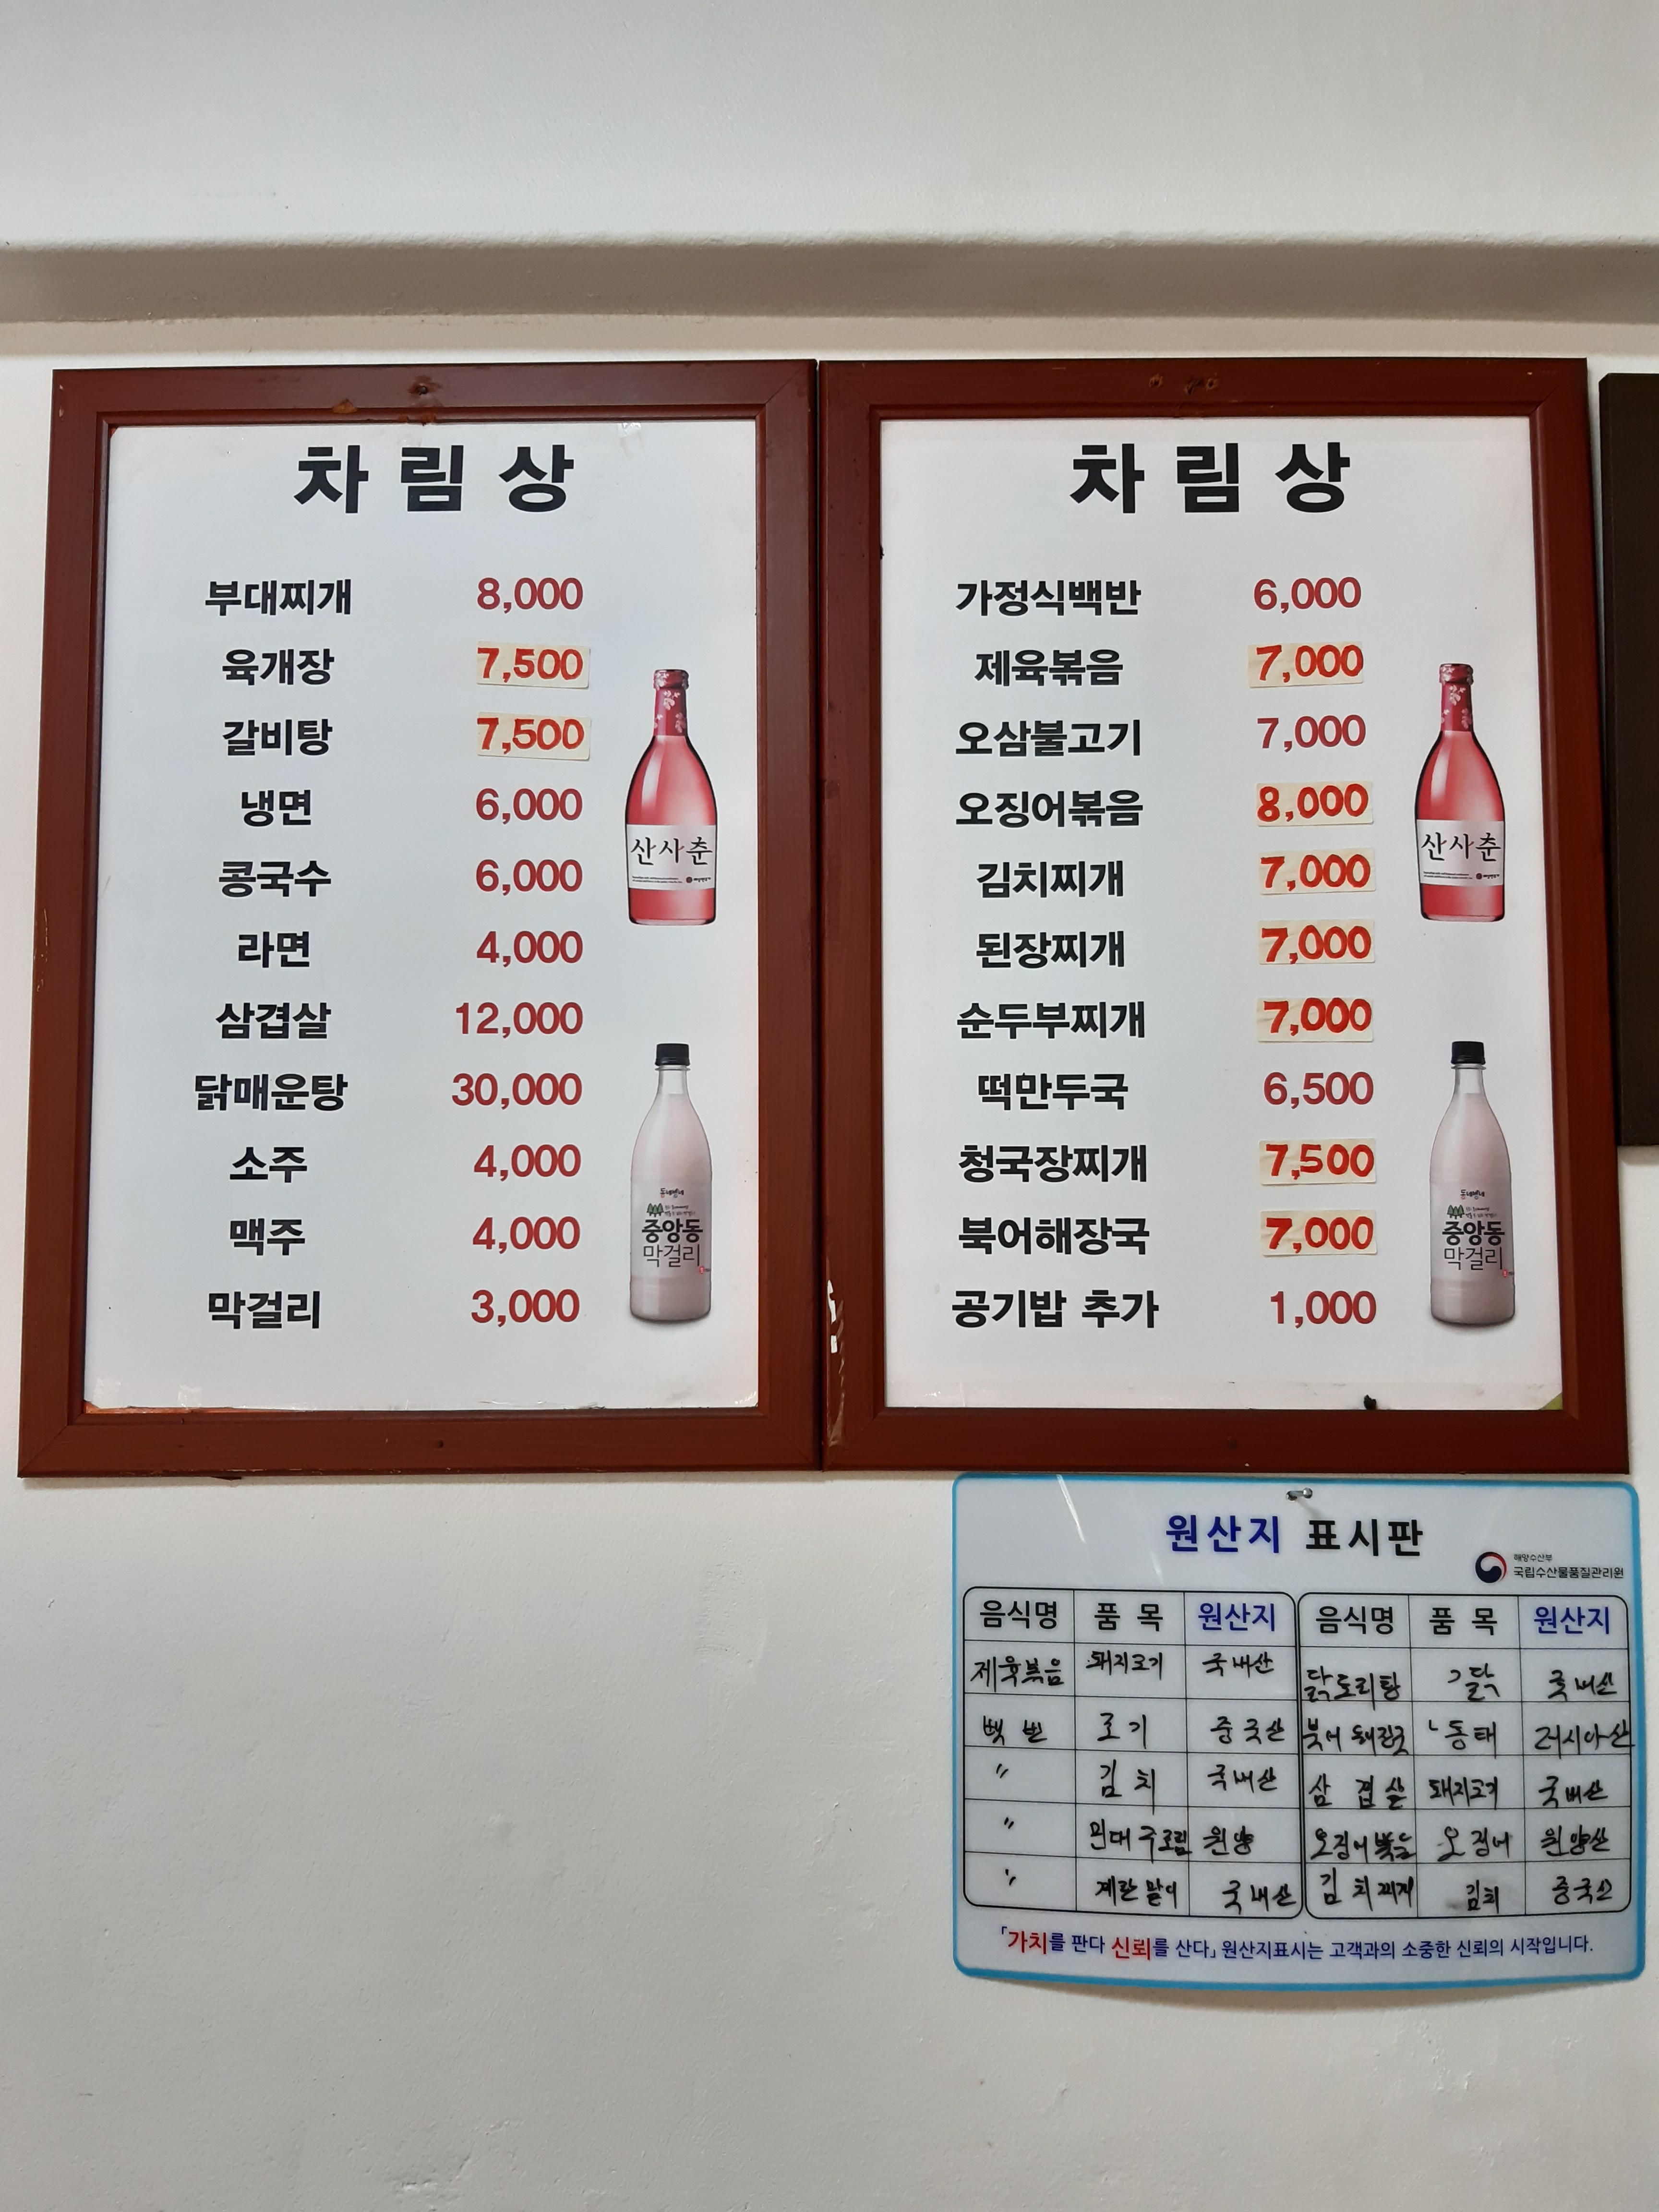 차림상
부대찌개 8,000
육개장 7,500
갈비탕 7,500
냉면 6,000
콩국수 6,000
라면 4,000
삼겹살 12,000
닭매운탕 30,000
소주 4,000
맥주 4,000
막걸리 3,000
산사춘
중앙동
막걸리
차림상
가정식백반 6,000
제육볶음 7,000
오삼불고기 7,000
오징어볶음 8,000
김치찌개 7,000
된장찌개 7,000
순두부찌개 7,000
떡만두국 6,500
청국장찌개 7,500
북어해장국 7,000
공기밥 추가 1,000
산사춘
중앙동
막걸리
원산지 표시판
해양수산부
국립수산물품질관리원
음식명 품목 원산지 음식명 품목 원산지
제육볶음 돼지고기 국내산 닭도리탕 닭 국내산
백반 조기 중국산 북어해장국 동태 러시아산
〃 김치 국내산 삼겹살 돼지고기 국내산
〃 원양 오징어볶음 오징어 원양산
〃 계란말이 국내산 김치찌개 김치 중국산
「가치를 판다 신뢰를 산다」 원산지표시는 고객과의 소중한 신뢰의 시작입니다.